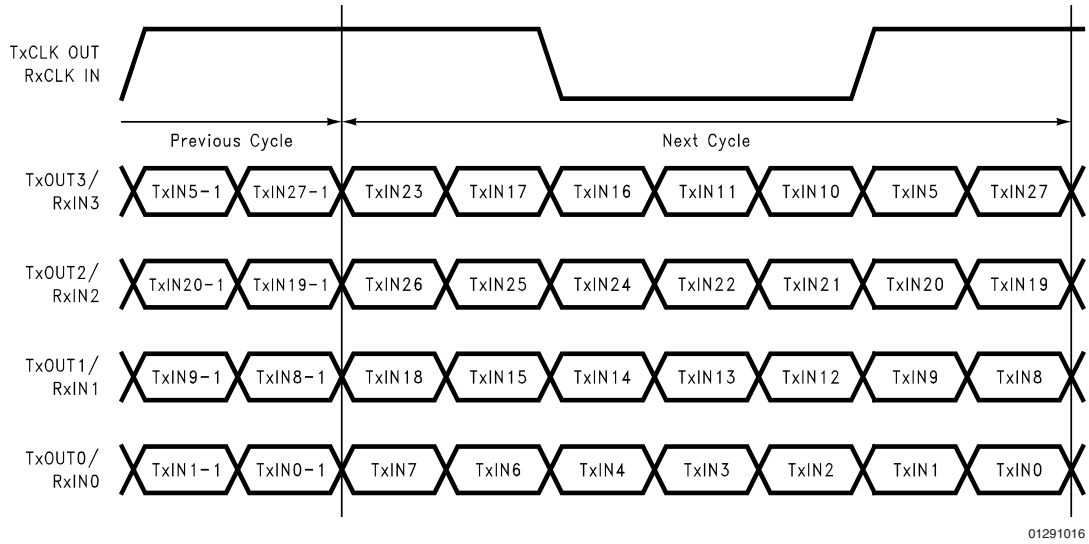 TxCLK OUT
RxCLK IN
Previous Cycle
Next Cycle
TxOUT3/
RxIN3
TxIN5-1 TxIN27-1 TxIN23 TxIN17 TxIN16 TxIN11 TxIN10 TxIN5 TxIN27
TxOUT2/
RxIN2
TxIN20-1 TxIN19-1 TxIN26 TxIN25 TxIN24 TxIN22 TxIN21 TxIN20 TxIN19
TxOUT1/
RxIN1
TxIN9-1 TxIN8-1 TxIN18 TxIN15 TxIN14 TxIN13 TxIN12 TxIN9 TxIN8
TxOUT0/
RxIN0
TxIN1-1 TxIN0-1 TxIN7 TxIN6 TxIN4 TxIN3 TxIN2 TxIN1 TxIN0
01291016